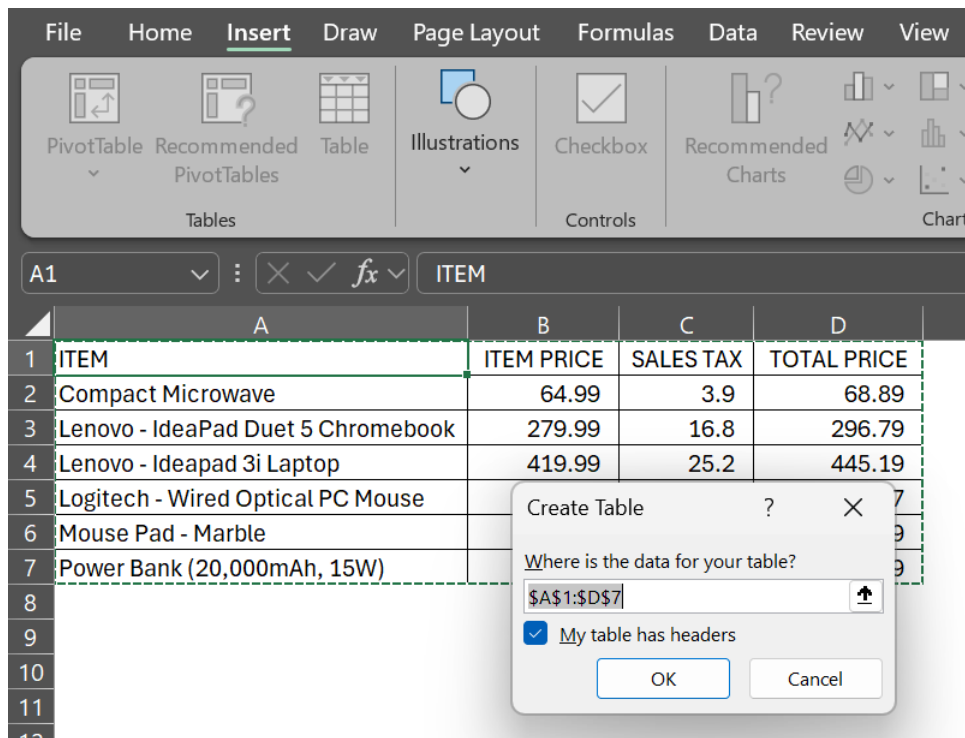 File Home Insert Draw Page Layout Formulas Data Review View
PivotTable Recommended PivotTables Table Illustrations Checkbox Recommended Charts
Tables Controls
A1 fx ITEM
A B C D
1 ITEM ITEM PRICE SALES TAX TOTAL PRICE
2 Compact Microwave 64.99 3.9 68.89
3 Lenovo - IdeaPad Duet 5 Chromebook 279.99 16.8 296.79
4 Lenovo - Ideapad 3i Laptop 419.99 25.2 445.19
5 Logitech - Wired Optical PC Mouse 7
6 Mouse Pad - Marble 9
7 Power Bank (20,000mAh, 15W) 9
8
9
10
11
Create Table ?
Where is the data for your table?
$A$1:$D$7
My table has headers
OK Cancel